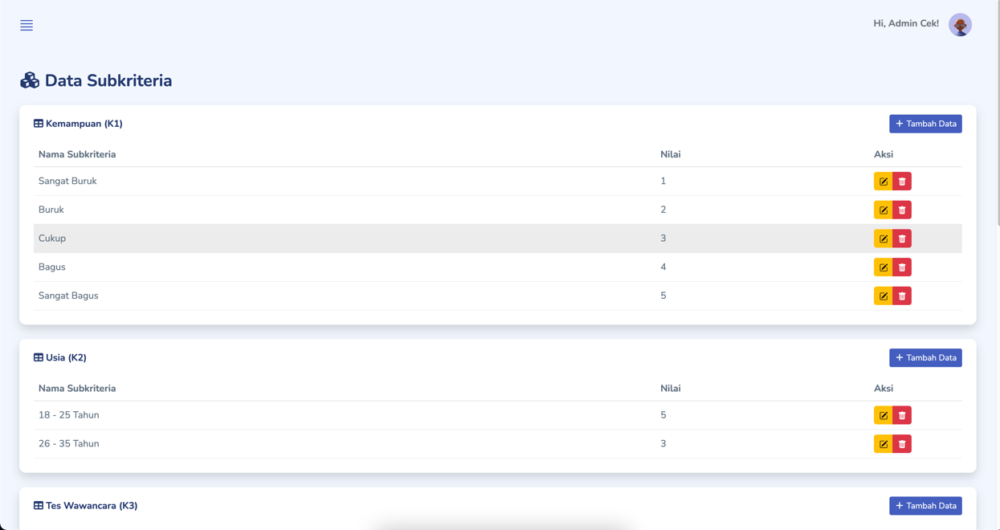 Hi, Admin Cek!
Data Subkriteria
Kemampuan (K1)
+ Tambah Data
Nama Subkriteria Nilai Aksi
Sangat Buruk 1
Buruk 2
Cukup 3
Bagus 4
Sangat Bagus 5
Usia (K2)
+ Tambah Data
Nama Subkriteria Nilai Aksi
18 - 25 Tahun 5
26 - 35 Tahun 3
Tes Wawancara (K3)
+ Tambah Data